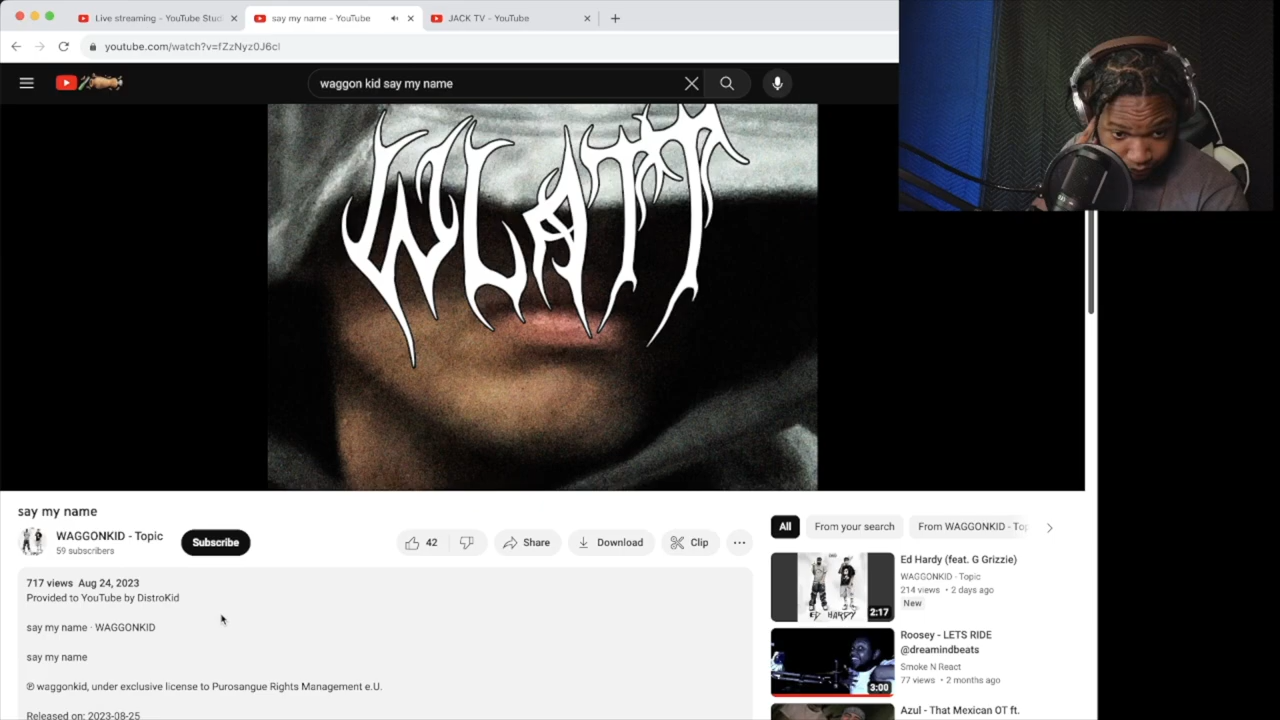 Live streaming - YouTube Stud
say my name - YouTube
JACK TV - YouTube
youtube.com/watch?v=fZzNyz0J6cI
waggon kid say my name
WLATT
say my name
WAGGONKID - Topic
59 subscribers
Subscribe
42
Share
Download
Clip
717 views Aug 24, 2023
Provided to YouTube by DistroKid
say my name · WAGGONKID
say my name
℗ waggonkid, under exclusive license to Purosangue Rights Management e.U.
Released on: 2023-08-25
All
From your search
From WAGGONKID - Top
Ed Hardy (feat. G Grizzie)
WAGGONKID - Topic
214 views • 2 days ago
New
ED HARDY
2:17
Roosey - LETS RIDE
@dreamindbeats
Smoke N React
77 views • 2 months ago
3:00
Azul - That Mexican OT ft.